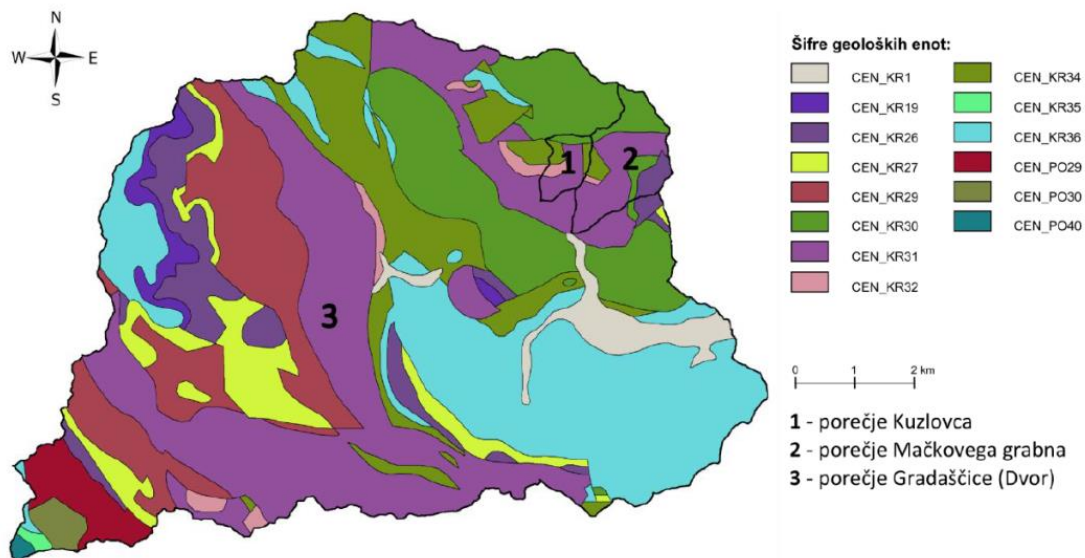 N
W E
S
1
2
3
Šifre geoloških enot:
CEN_KR1
CEN_KR19
CEN_KR26
CEN_KR27
CEN_KR29
CEN_KR30
CEN_KR31
CEN_KR32
CEN_KR34
CEN_KR35
CEN_KR36
CEN_PO29
CEN_PO30
CEN_PO40
0 1 2 km
1 - porečje Kuzlovca
2 - porečje Mačkovega grabna
3 - porečje Gradaščice (Dvor)